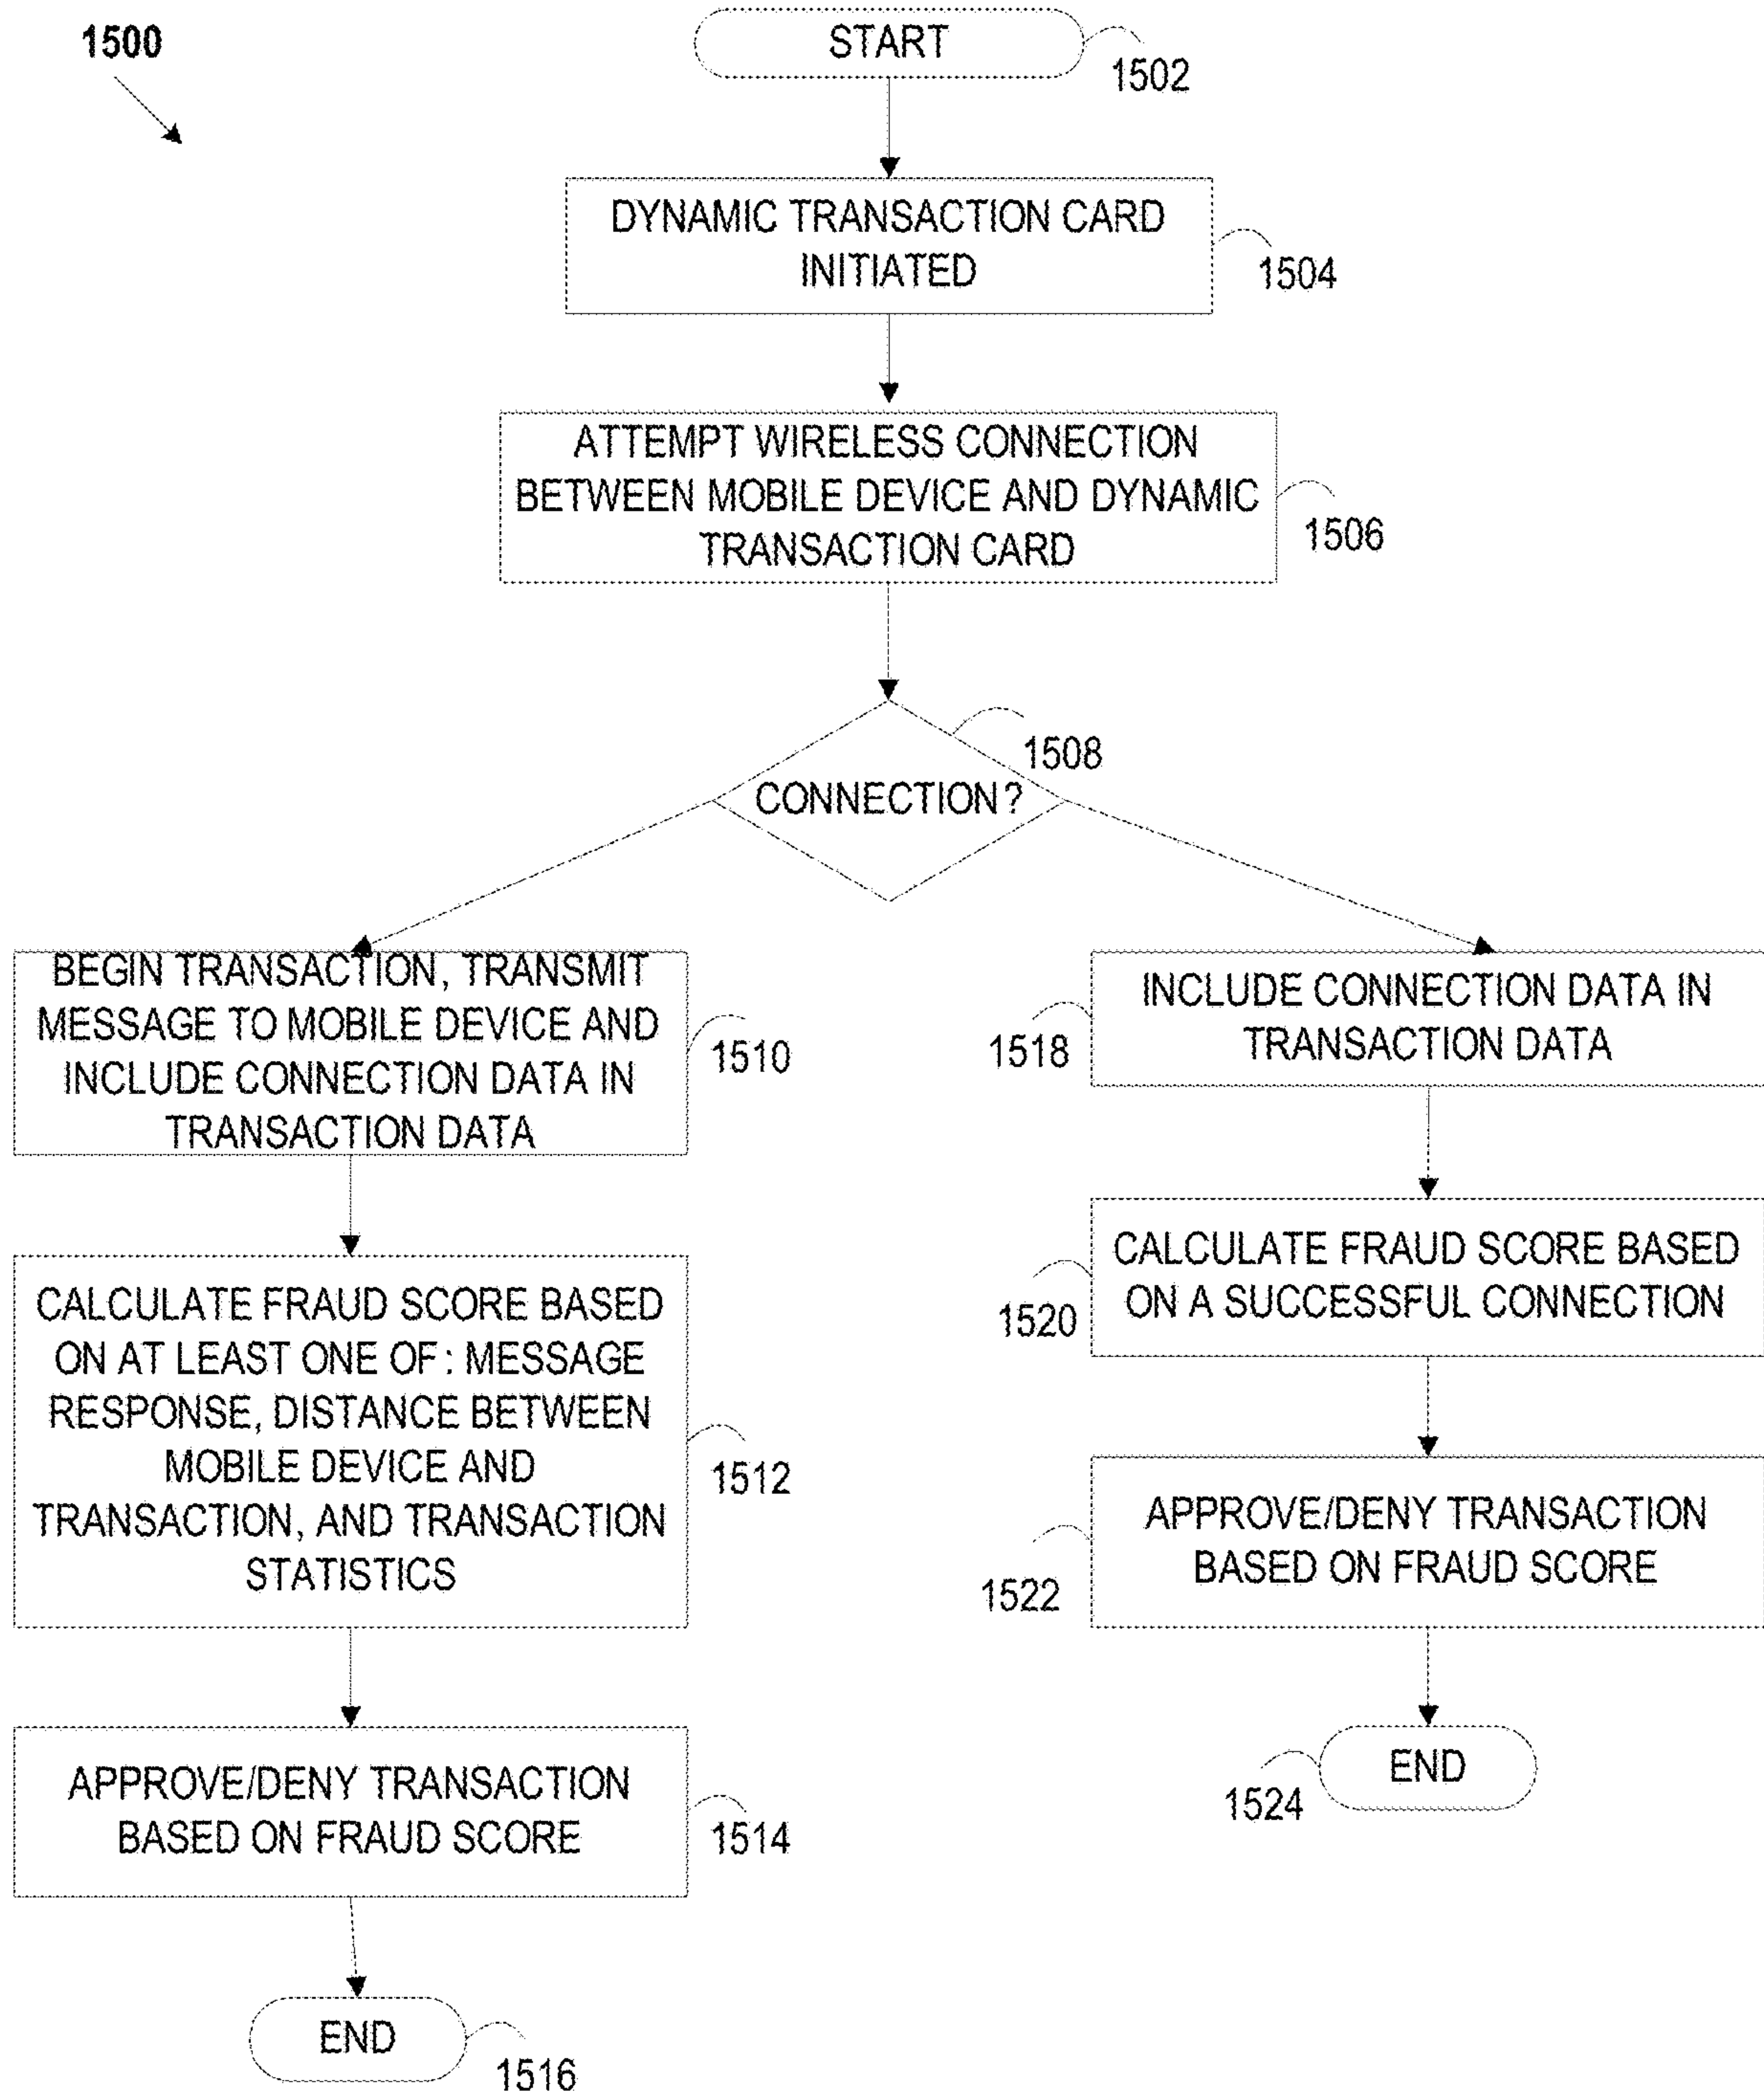 1500
START
1502
DYNAMIC TRANSACTION CARD
INITIATED
1504
ATTEMPT WIRELESS CONNECTION
BETWEEN MOBILE DEVICE AND DYNAMIC
TRANSACTION CARD
1506
1508
CONNECTION?
BEGIN TRANSACTION, TRANSMIT
MESSAGE TO MOBILE DEVICE AND
INCLUDE CONNECTION DATA IN
TRANSACTION DATA
1510
CALCULATE FRAUD SCORE BASED
ON AT LEAST ONE OF: MESSAGE
RESPONSE, DISTANCE BETWEEN
MOBILE DEVICE AND
TRANSACTION, AND TRANSACTION
STATISTICS
1512
APPROVE/DENY TRANSACTION
BASED ON FRAUD SCORE
1514
END
1516
INCLUDE CONNECTION DATA IN
TRANSACTION DATA
1518
CALCULATE FRAUD SCORE BASED
ON A SUCCESSFUL CONNECTION
1520
APPROVE/DENY TRANSACTION
BASED ON FRAUD SCORE
1522
END
1524